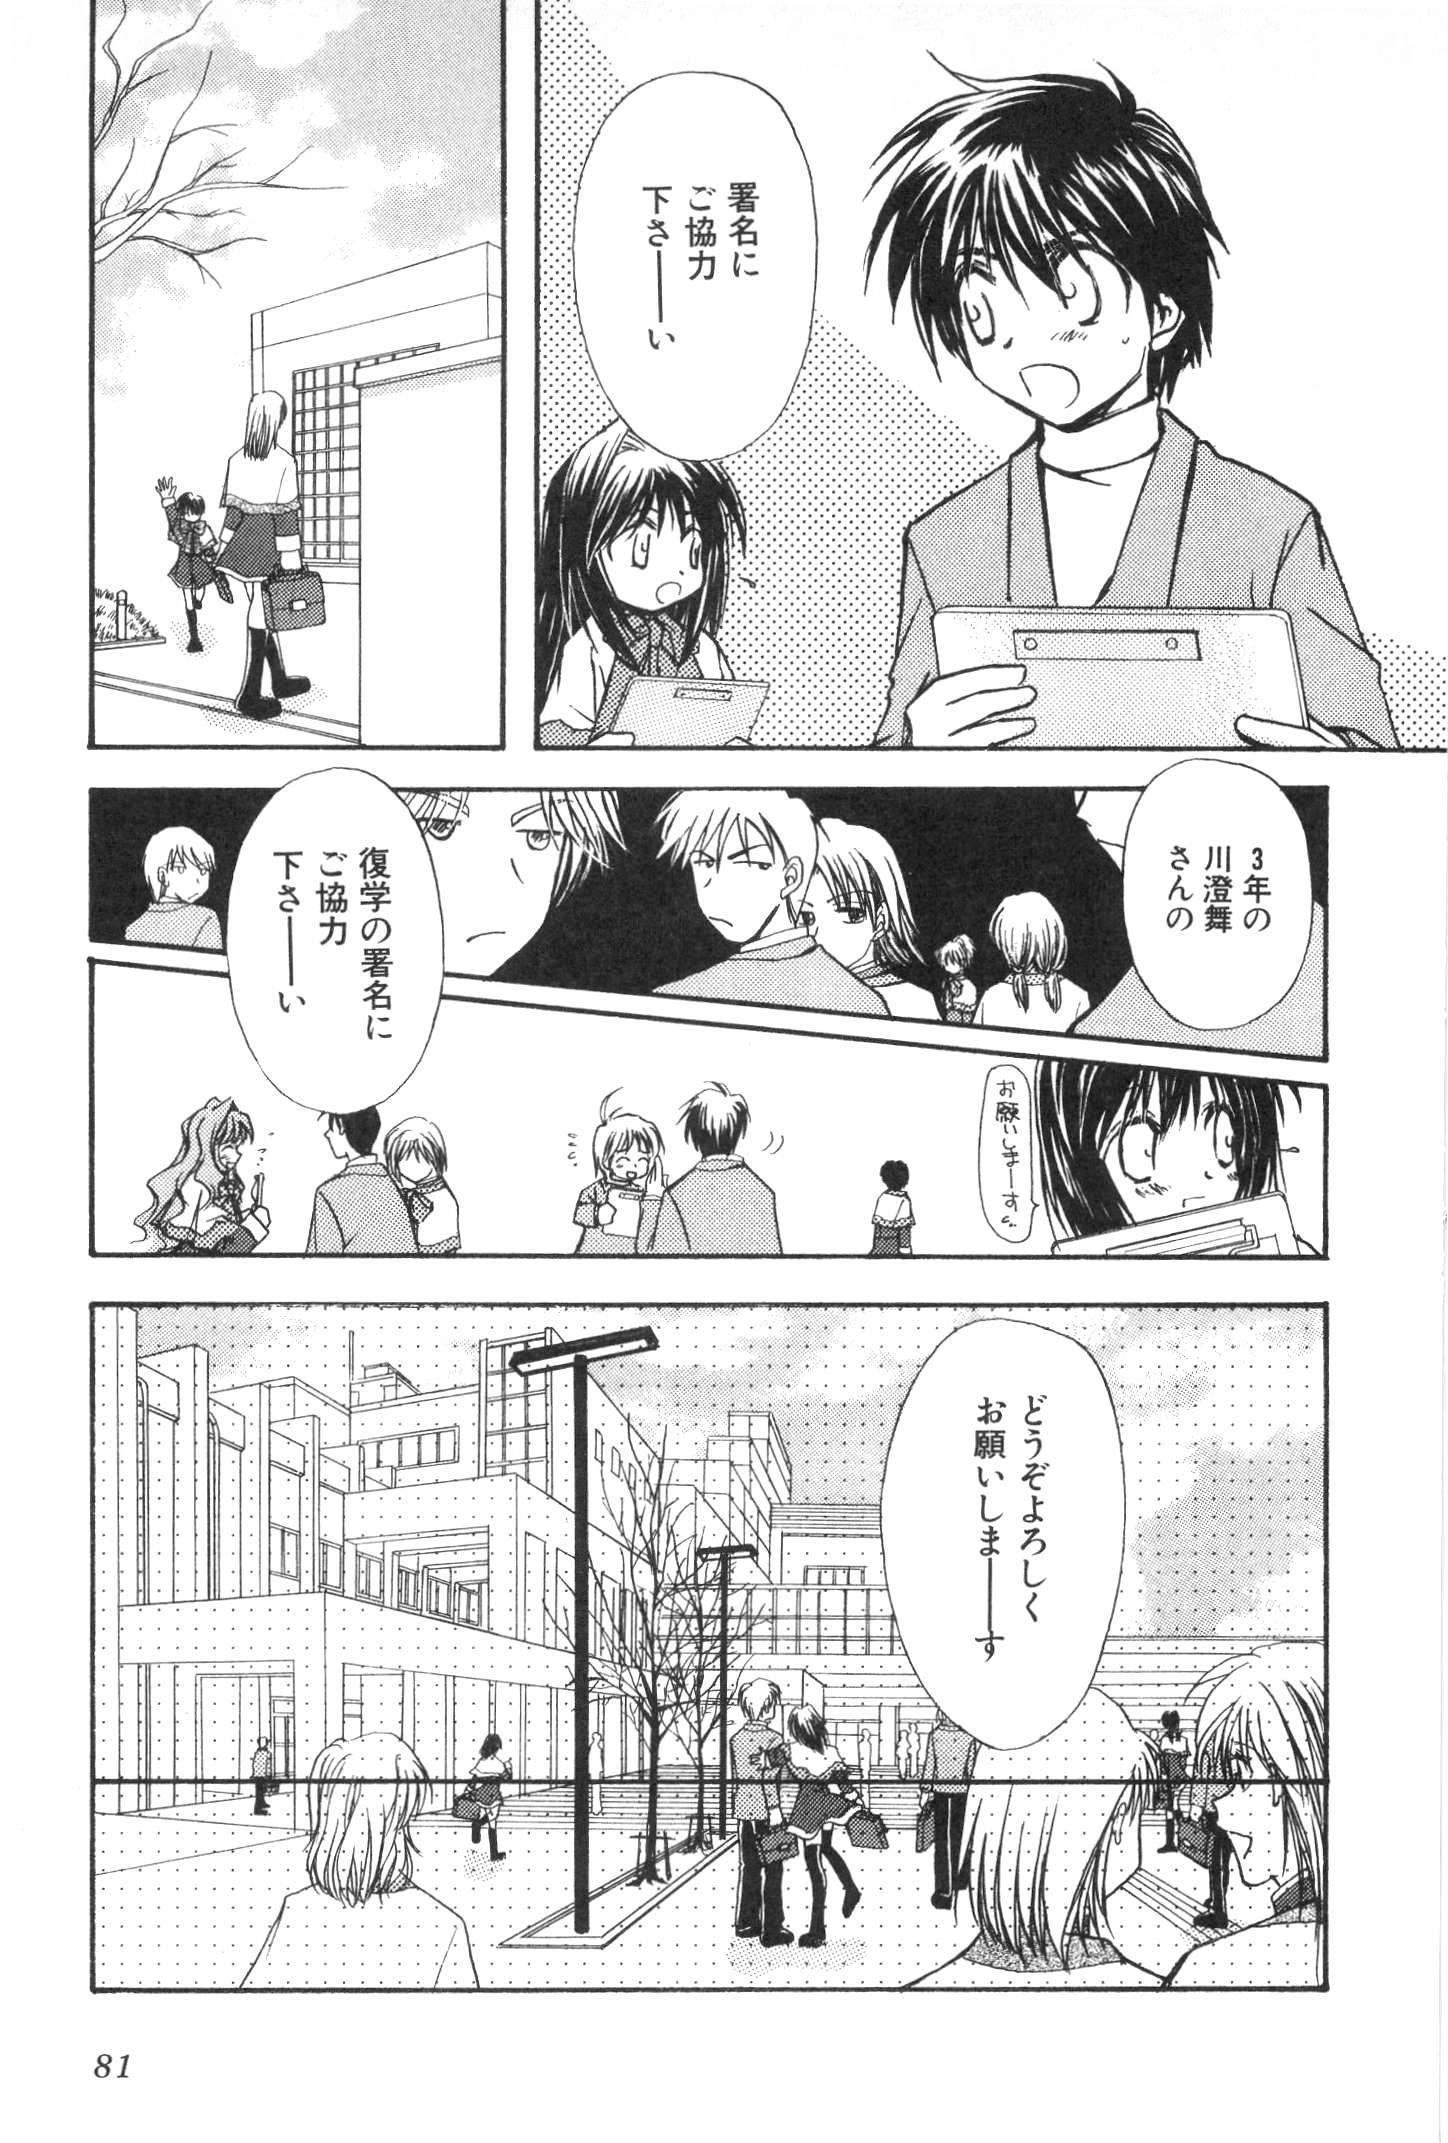 署名に
ご協力
下さ――い
3年の
川澄舞
さんの
復学の署名に
ご協力
下さ――い
お願いしまーすっ
どうぞよろしく
お願いしま――す
81